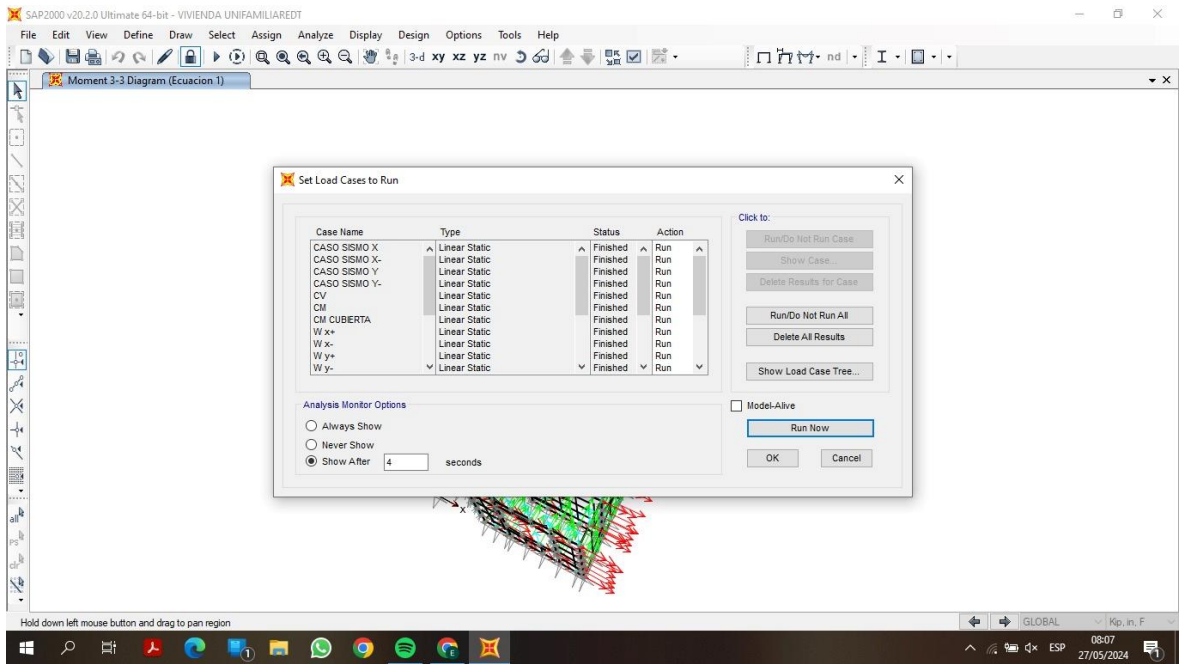 SAP2000 v20.2.0 Ultimate 64-bit - VIVIENDA UNIFAMILIAREDT
File Edit View Define Draw Select Assign Analyze Display Design Options Tools Help
3-d xy xz yz nv nd
Moment 3-3 Diagram (Ecuacion 1)
Set Load Cases to Run
Case Name Type Status Action
CASO SISMO X Linear Static Finished Run
CASO SISMO X- Linear Static Finished Run
CASO SISMO Y Linear Static Finished Run
CASO SISMO Y- Linear Static Finished Run
CV Linear Static Finished Run
CM Linear Static Finished Run
CM CUBIERTA Linear Static Finished Run
W x+ Linear Static Finished Run
W x- Linear Static Finished Run
W y+ Linear Static Finished Run
W y- Linear Static Finished Run
Click to:
Run/Do Not Run Case
Show Case...
Delete Results for Case
Run/Do Not Run All
Delete All Results
Show Load Case Tree...
Analysis Monitor Options
Always Show
Never Show
Show After 4 seconds
Model-Alive
Run Now
OK Cancel
X
all
PS
clr
Hold down left mouse button and drag to pan region
GLOBAL Kip, in, F
1
ESP
08:07
27/05/2024
1